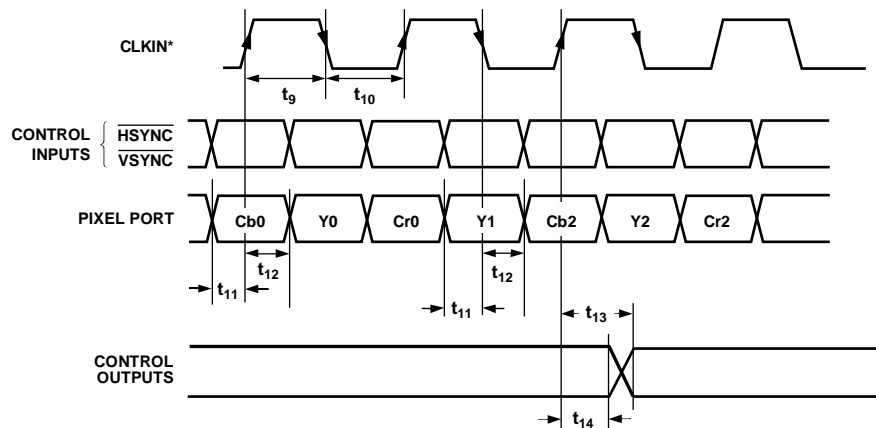 CLKIN*
t9
t10
CONTROL
INPUTS
HSYNC
VSYNC
PIXEL PORT
Cb0
Y0
Cr0
Y1
Cb2
Y2
Cr2
t12
t12
t11
t11
t13
CONTROL
OUTPUTS
t14